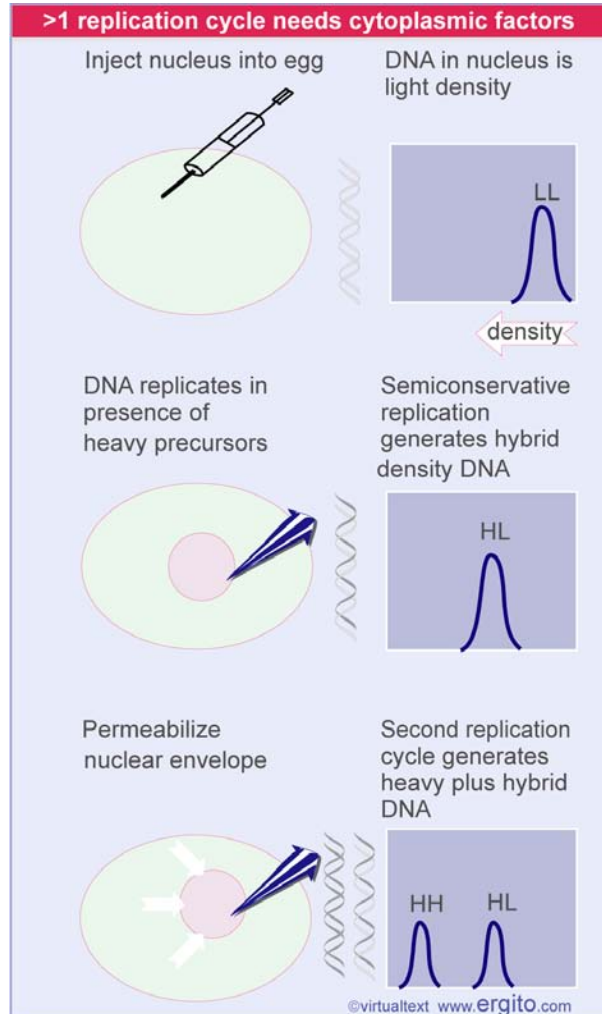 >1 replication cycle needs cytoplasmic factors
Inject nucleus into egg
DNA in nucleus is
light density
LL
density
DNA replicates in
presence of
heavy precursors
Semiconservative
replication
generates hybrid
density DNA
HL
Permeabilize
nuclear envelope
Second replication
cycle generates
heavy plus hybrid
DNA
HH
HL
©virtualtext www.ergito.com